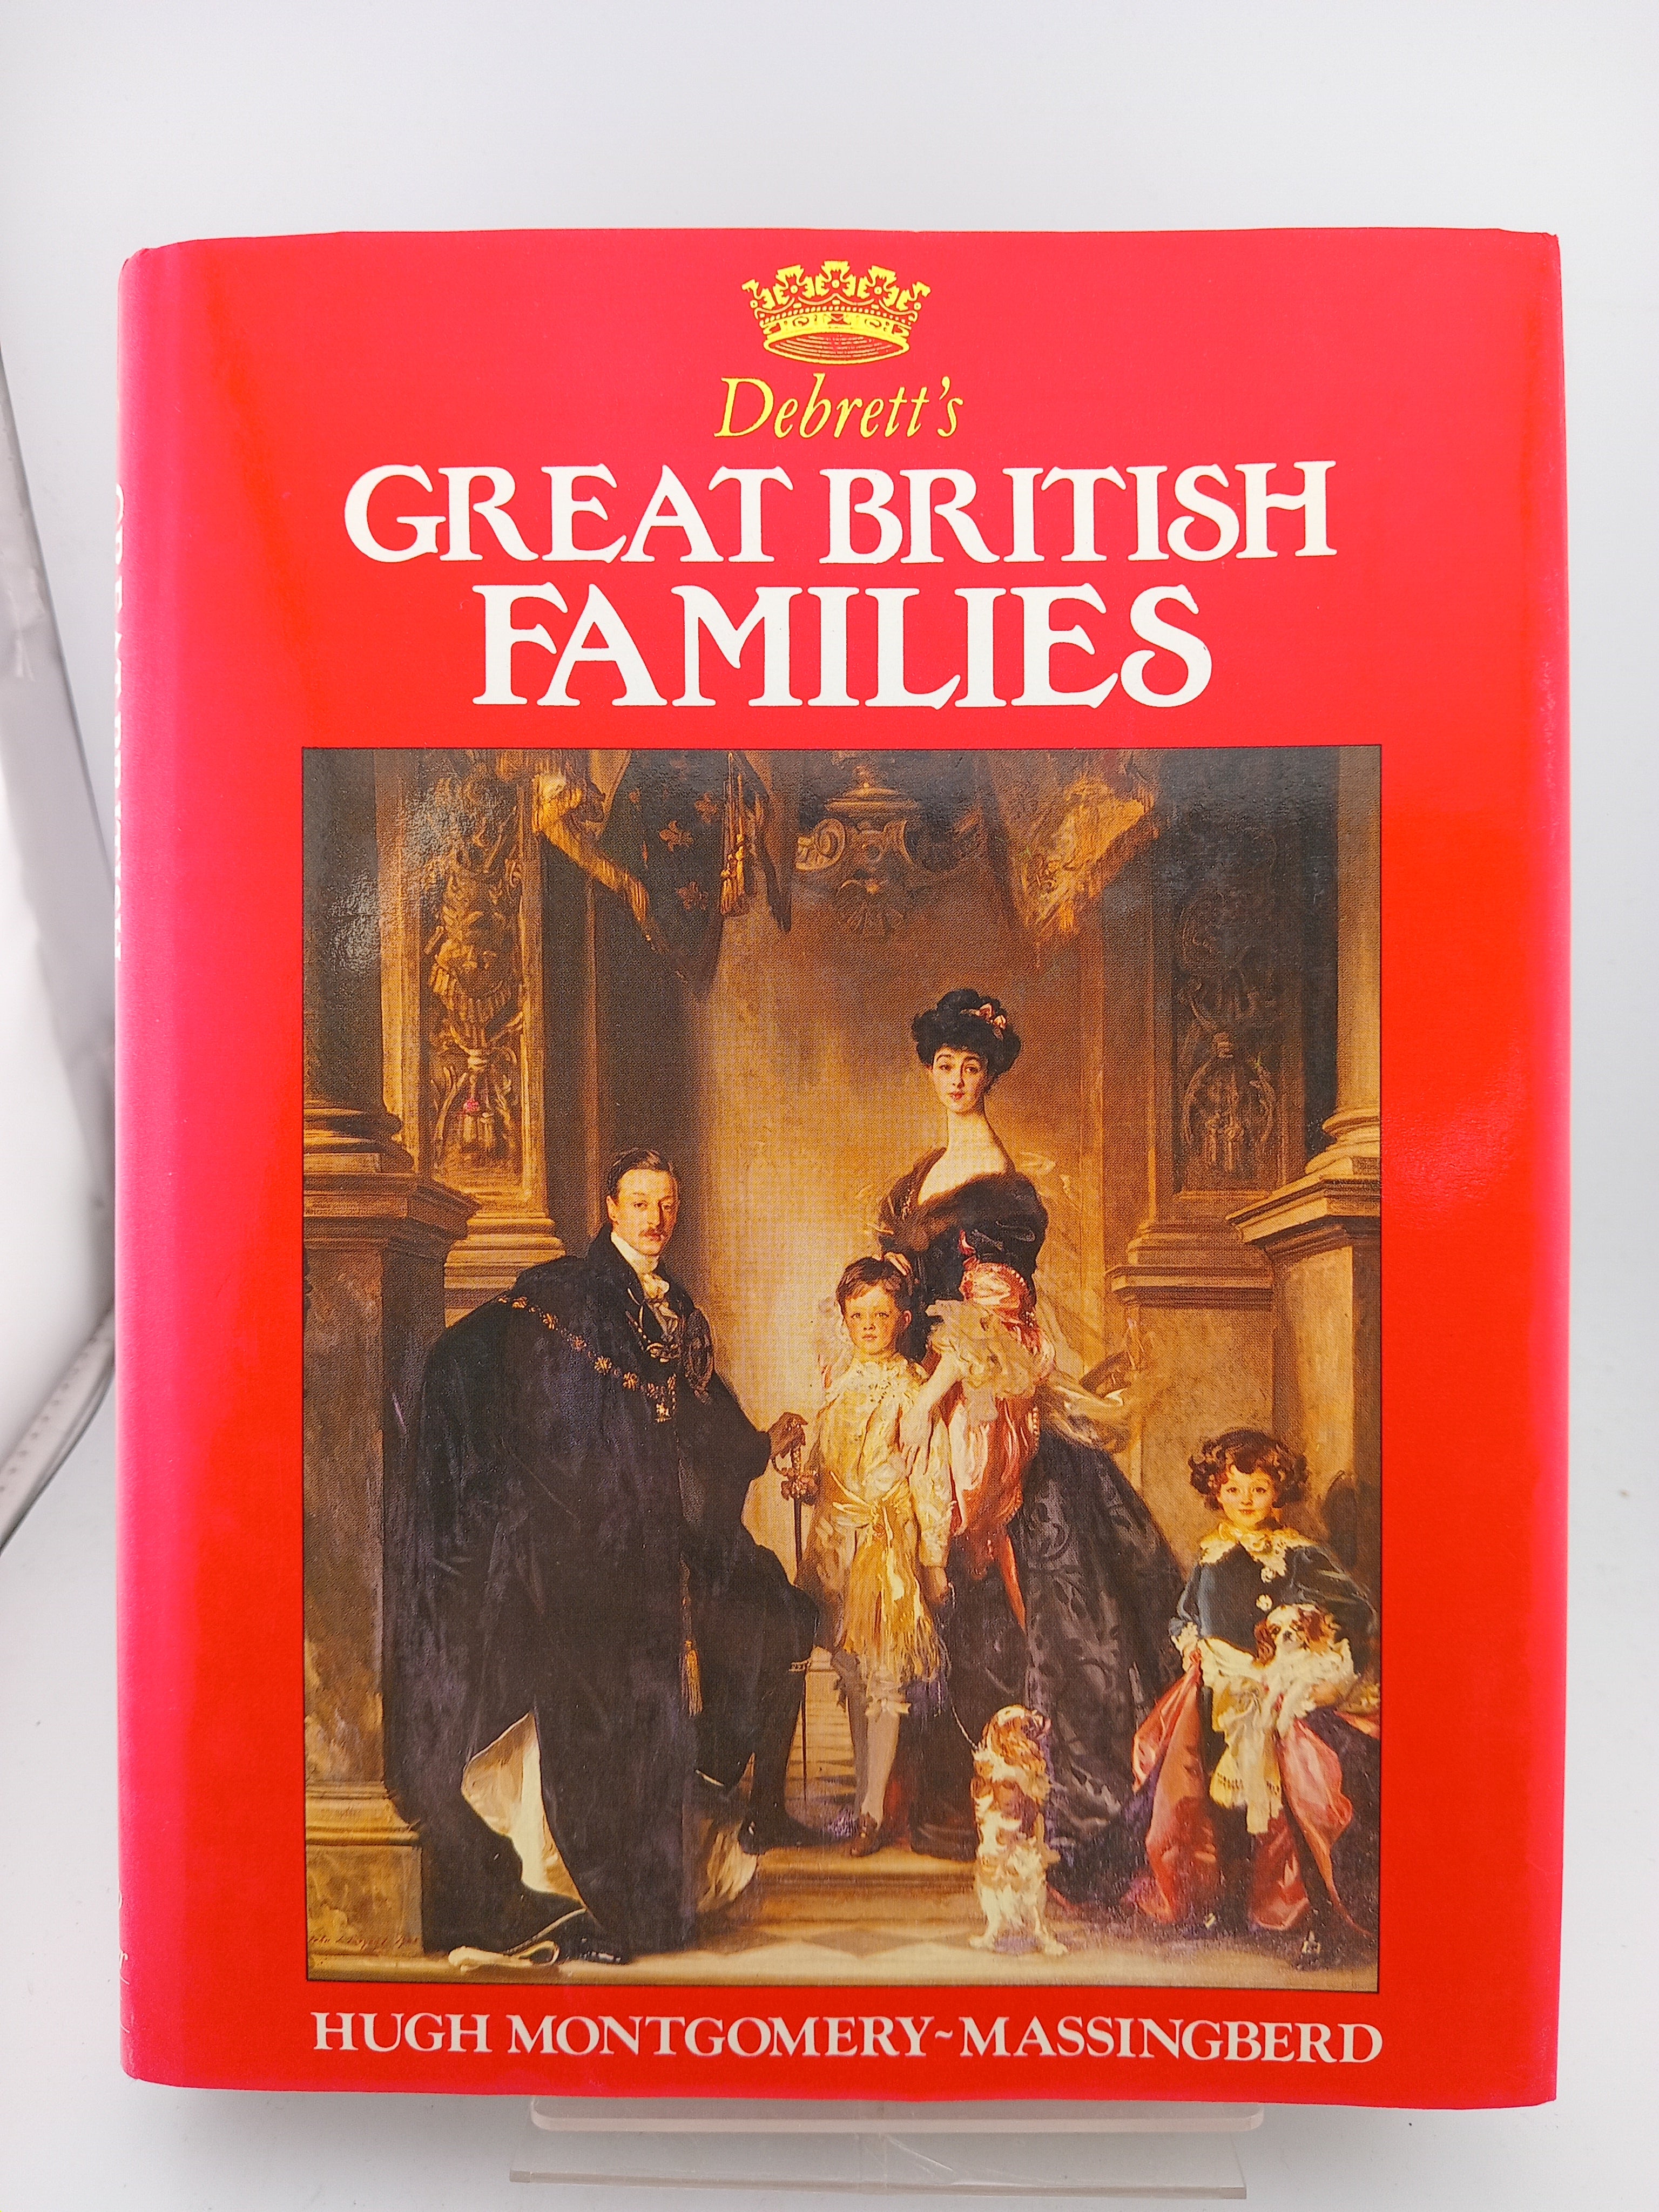 Debrett's
GREAT BRITISH
FAMILIES
HUGH MONTGOMERY~MASSINGBERD